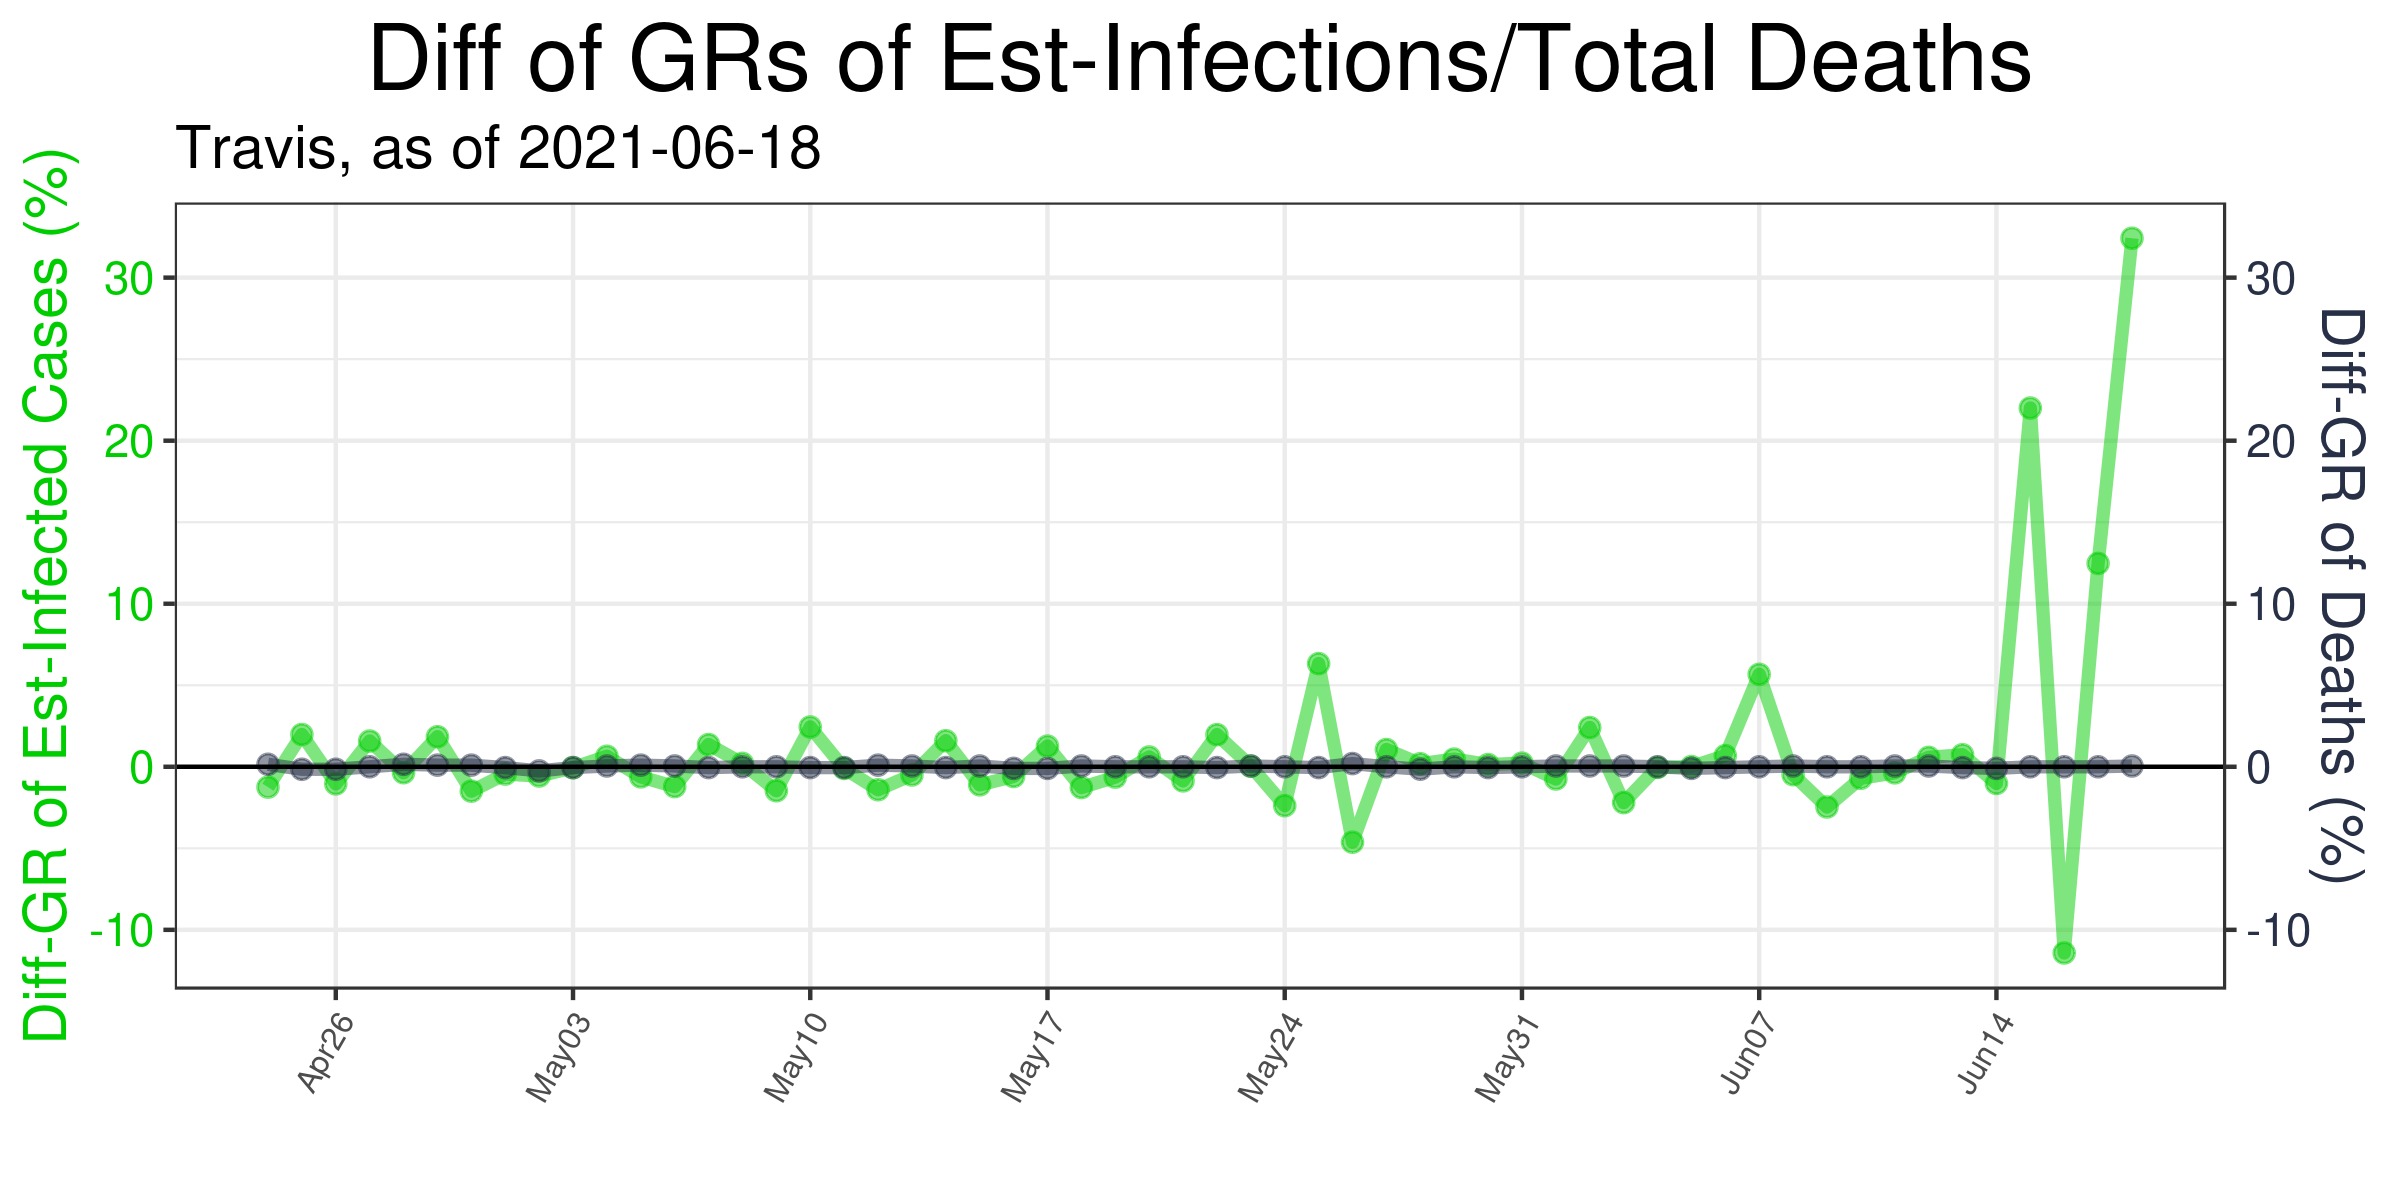 Diff of GRs of Est-Infections/Total Deaths
Travis, as of 2021-06-18
Diff-GR of Est-Infected Cases (%)
30
20
10
0
-10
30
20
10
0
-10
Diff-GR of Deaths (%)
Apr26
May03
May10
May17
May24
May31
Jun07
Jun14